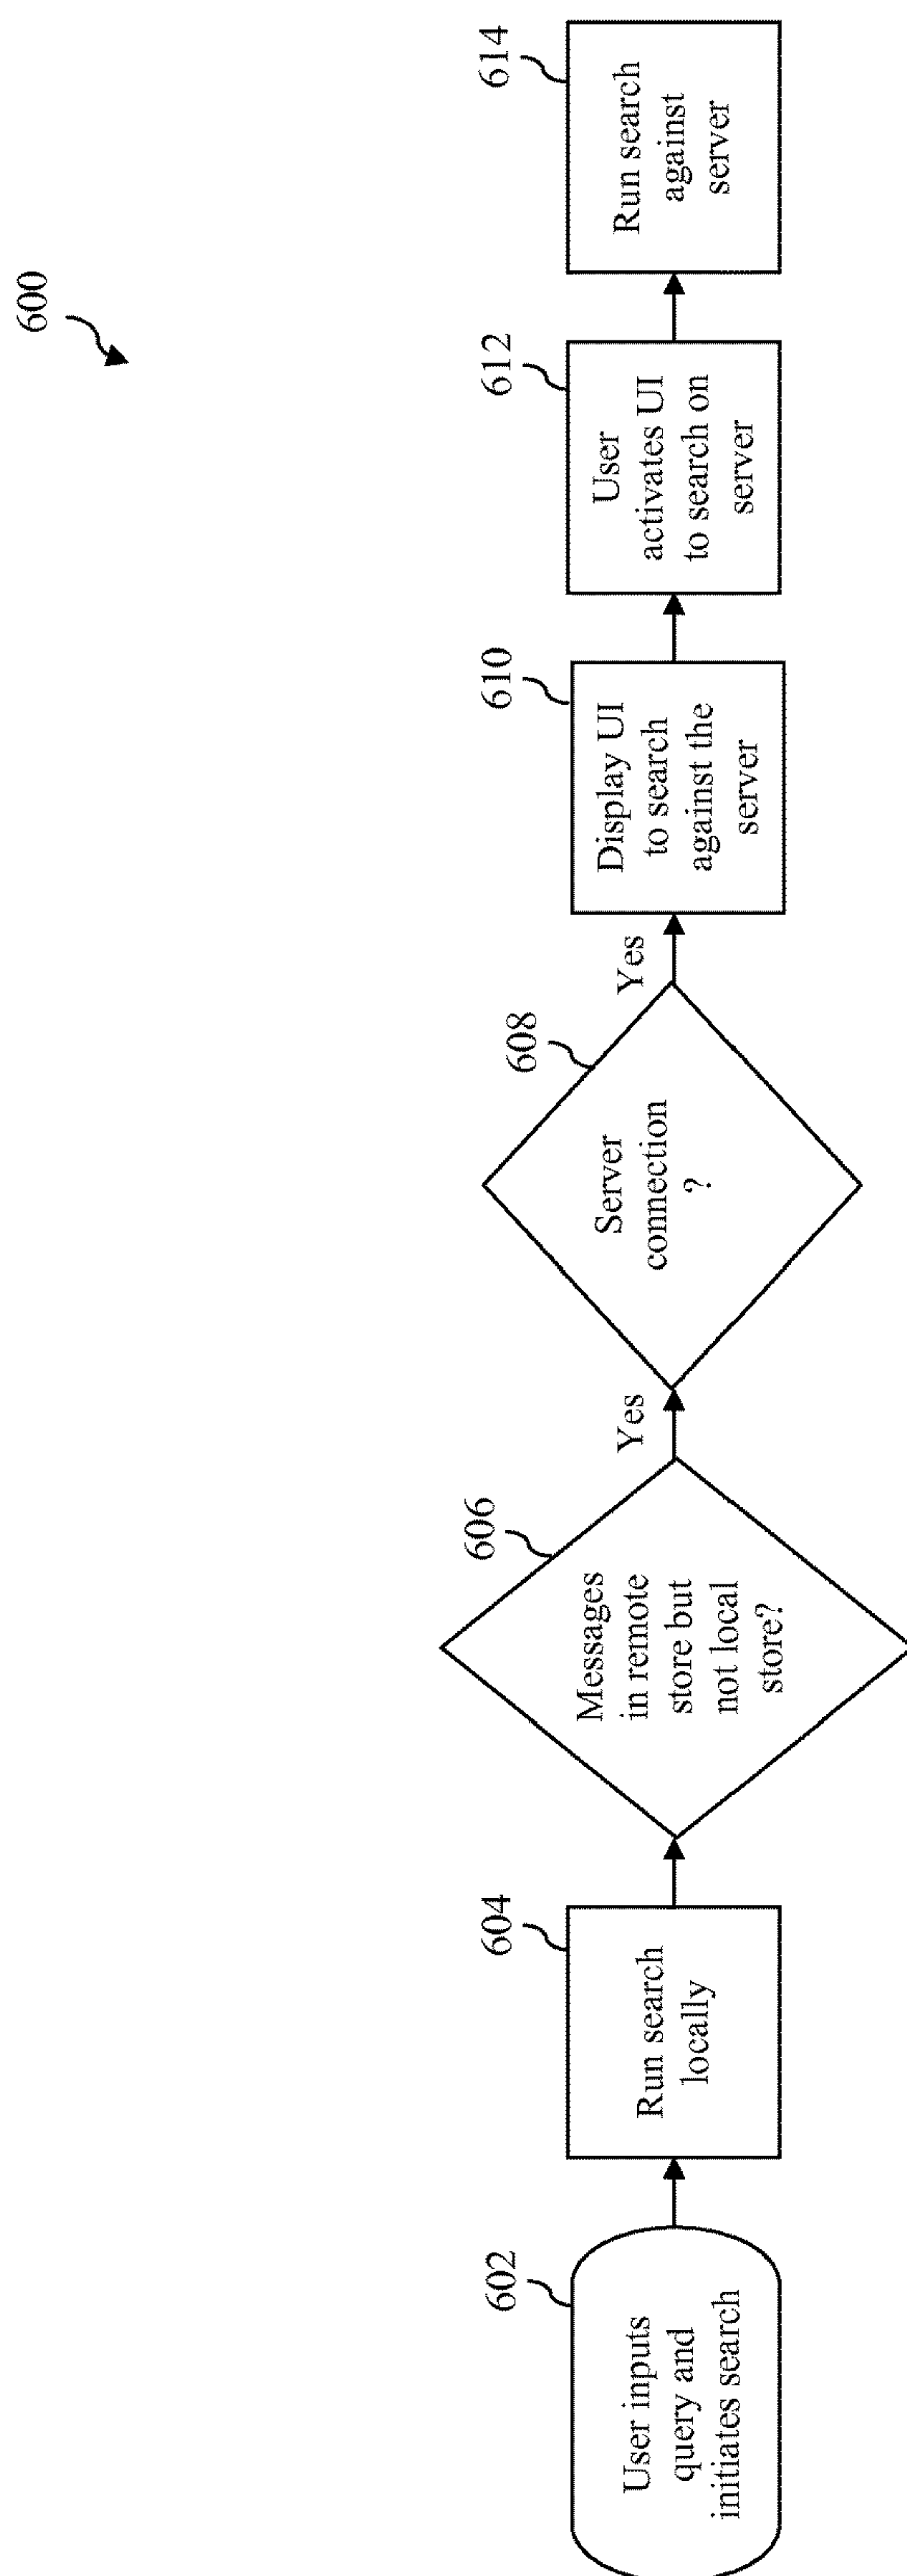 600
602
User inputs
query and
initiates search
604
Run search
locally
606
Messages
in remote
store but
not local
store?
Yes
608
Server
connection
?
Yes
610
Display UI
to search
against the
server
612
User
activates UI
to search on
server
614
Run search
against
server